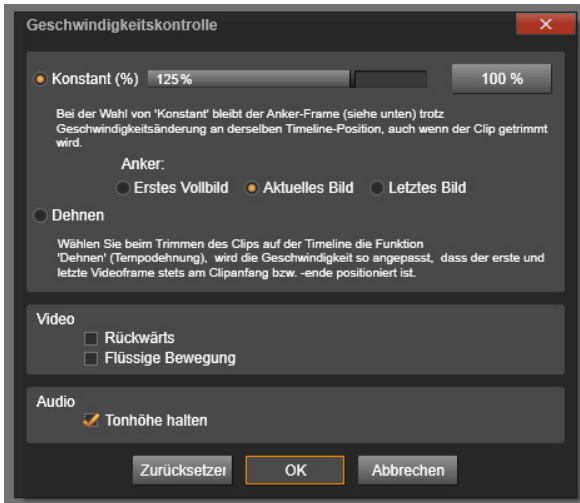 Geschwindigkeitskontrolle
Konstant (%) 125% 100 %
Bei der Wahl von 'Konstant' bleibt der Anker-Frame (siehe unten) trotz
Geschwindigkeitsänderung an derselben Timeline-Position, auch wenn der Clip getrimmt
wird.
Anker:
Erstes Vollbild Aktuelles Bild Letztes Bild
Dehnen
Wählen Sie beim Trimmen des Clips auf der Timeline die Funktion
'Dehnen' (Tempodehnung), wird die Geschwindigkeit so angepasst, dass der erste und
letzte Videoframe stets am Clipanfang bzw. -ende positioniert ist.
Video
Rückwärts
Flüssige Bewegung
Audio
Tonhöhe halten
Zurücksetzer OK Abbrechen